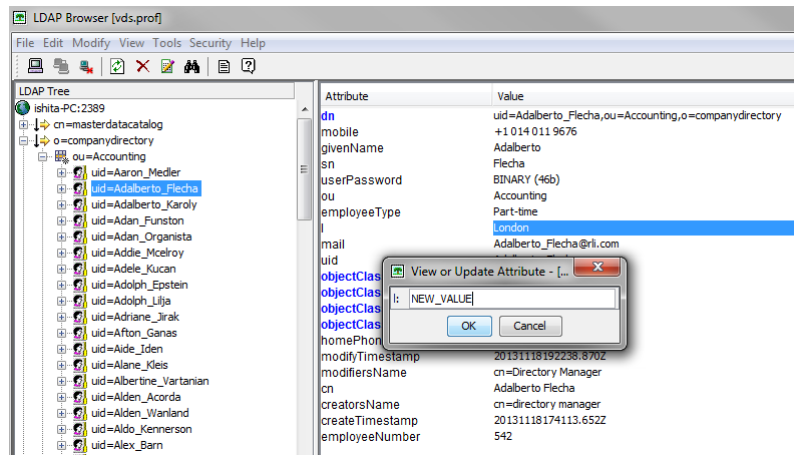 LDAP Browser [vds.prof]
File Edit Modify View Tools Security Help
LDAP Tree
ishita-PC:2389
cn=masterdatacatalog
o=companydirectory
ou=Accounting
uid=Aaron_Medler
uid=Adalberto_Flecha
uid=Adalberto_Karoly
uid=Adan_Funston
uid=Adan_Organista
uid=Addie_Mcelroy
uid=Adele_Kucan
uid=Adolph_Epstein
uid=Adolph_Lilja
uid=Adriane_Jirak
uid=Afton_Ganas
uid=Aide_Iden
uid=Alane_Kleis
uid=Albertine_Vartanian
uid=Alden_Acorda
uid=Alden_Wanland
uid=Aldo_Kennerson
uid=Alex_Barn
Attribute Value
dn uid=Adalberto_Flecha,ou=Accounting,o=companydirectory
mobile +1 014 011 9676
givenName Adalberto
sn Flecha
userPassword BINARY (46b)
ou Accounting
employeeType Part-time
l London
mail Adalberto_Flecha@rli.com
uid
objectClas
objectClas
objectClas
objectClas
homePhon
View or Update Attribute - [...
l: NEW_VALUE
OK Cancel
modifyTimestamp 20131118192238.870Z
modifiersName cn=Directory Manager
cn Adalberto Flecha
creatorsName cn=directory manager
createTimestamp 20131118174113.652Z
employeeNumber 542